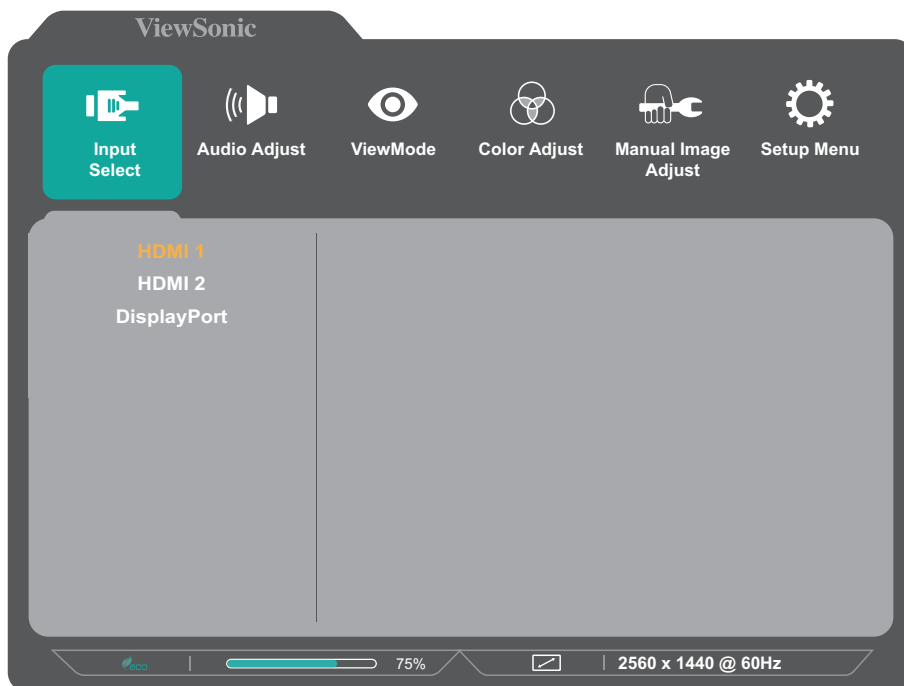 ViewSonic
Input Select
Audio Adjust
ViewMode
Color Adjust
Manual Image Adjust
Setup Menu
HDMI 1
HDMI 2
DisplayPort
eco
75%
2560 x 1440 @ 60Hz